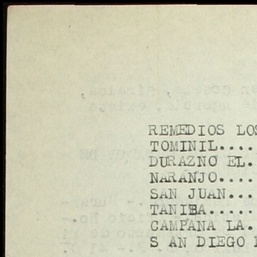 REMEDIOS LOS
TOMINIL....
DURAZNO EL.
NARANJO....
SAN JUAN...
TANIBA.....
CAMPANA LA.
S AN DIEGO